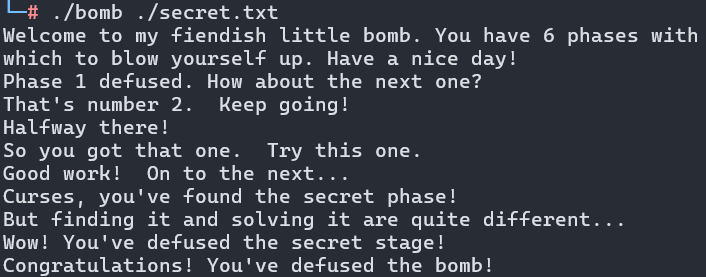 └─# ./bomb ./secret.txt
Welcome to my fiendish little bomb. You have 6 phases with
which to blow yourself up. Have a nice day!
Phase 1 defused. How about the next one?
That's number 2.  Keep going!
Halfway there!
So you got that one.  Try this one.
Good work!  On to the next...
Curses, you've found the secret phase!
But finding it and solving it are quite different...
Wow! You've defused the secret stage!
Congratulations! You've defused the bomb!